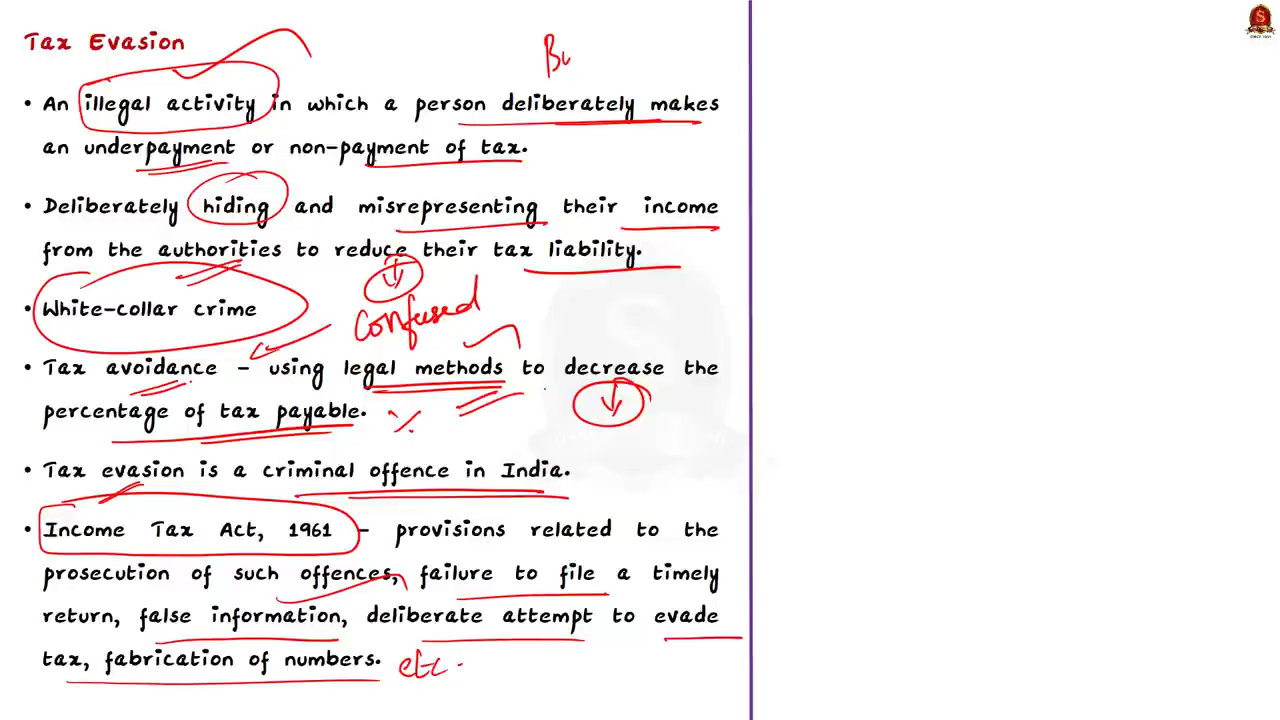 Tax Evasion
• An illegal activity in which a person deliberately makes
an underpayment or non-payment of tax.
• Deliberately hiding and misrepresenting their income
from the authorities to reduce their tax liability.
• White-collar crime
confused
• Tax avoidance - using legal methods to decrease the
percentage of tax payable.
• Tax evasion is a criminal offence in India.
• Income Tax Act, 1961 - provisions related to the
prosecution of such offences, failure to file a timely
return, false information, deliberate attempt to evade
tax, fabrication of numbers. etc.
S